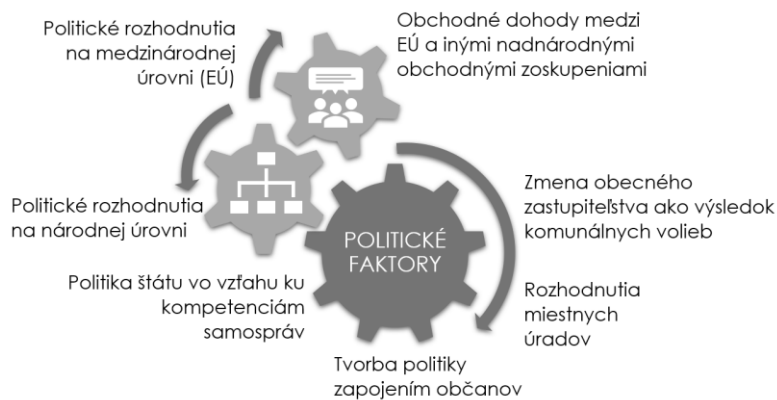 Politické rozhodnutia
na medzinárodnej
úrovni (EÚ)
Obchodné dohody medzi
EÚ a inými nadnárodnými
obchodnými zoskupeniami
Politické rozhodnutia
na národnej úrovni
POLITICKÉ
FAKTORY
Zmena obecného
zastupiteľstva ako výsledok
komunálnych volieb
Politika štátu vo vzťahu ku
kompetenciám
samospráv
Rozhodnutia
miestnych
úradov
Tvorba politiky
zapojením občanov